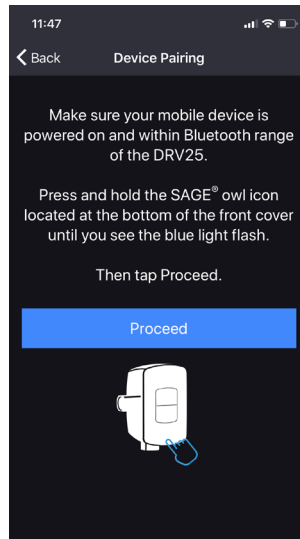 11:47
Back
Device Pairing
Make sure your mobile device is
powered on and within Bluetooth range
of the DRV25.
Press and hold the SAGE® owl icon
located at the bottom of the front cover
until you see the blue light flash.
Then tap Proceed.
Proceed